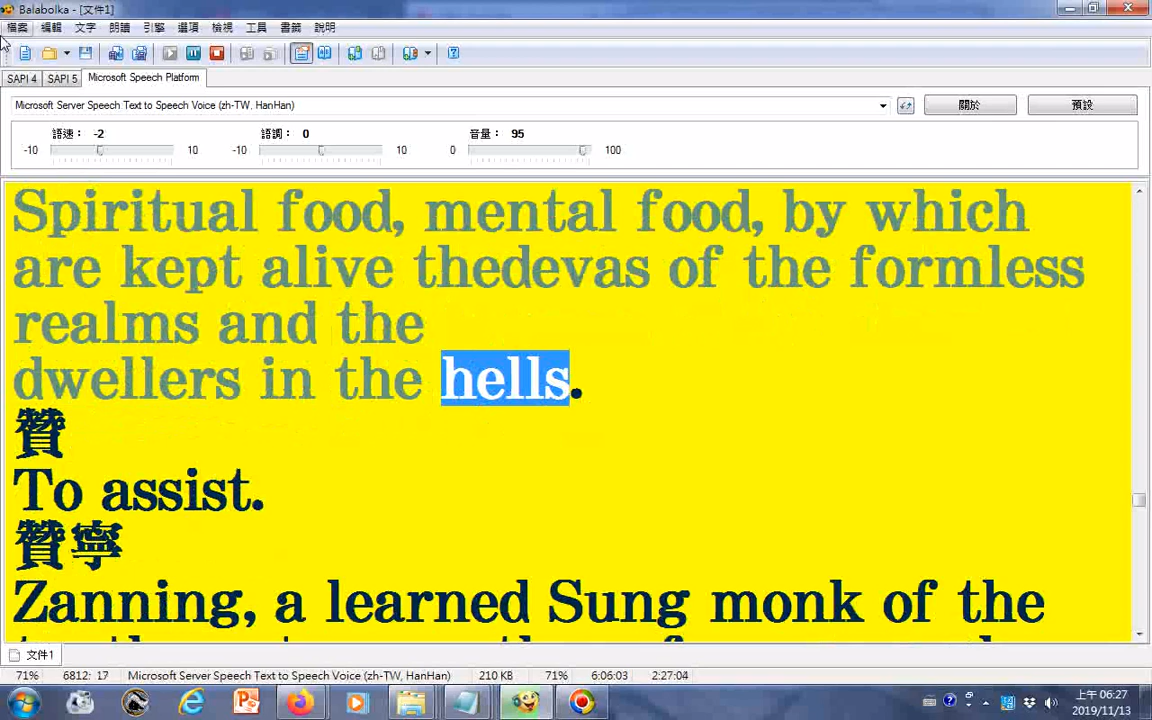 Balabolka - [文件1]
檔案 編輯 文字 朗讀 引擎 選項 檢視 工具 書籤 說明
SAPI 4 SAPI 5 Microsoft Speech Platform
Microsoft Server Speech Text to Speech Voice (zh-TW, HanHan) 關於 預設
語速： -2 語調： 0 音量： 95
-10 10 -10 10 0 100
Spiritual food, mental food, by which
are kept alive thedevas of the formless
realms and the
dwellers in the hells.
贊
To assist.
贊寧
Zanning, a learned Sung monk of the
文件1
71% 6812: 17 Microsoft Server Speech Text to Speech Voice (zh-TW, HanHan) 210 KB 71% 6:06:03 2:27:04
上午 06:27
2019/11/13